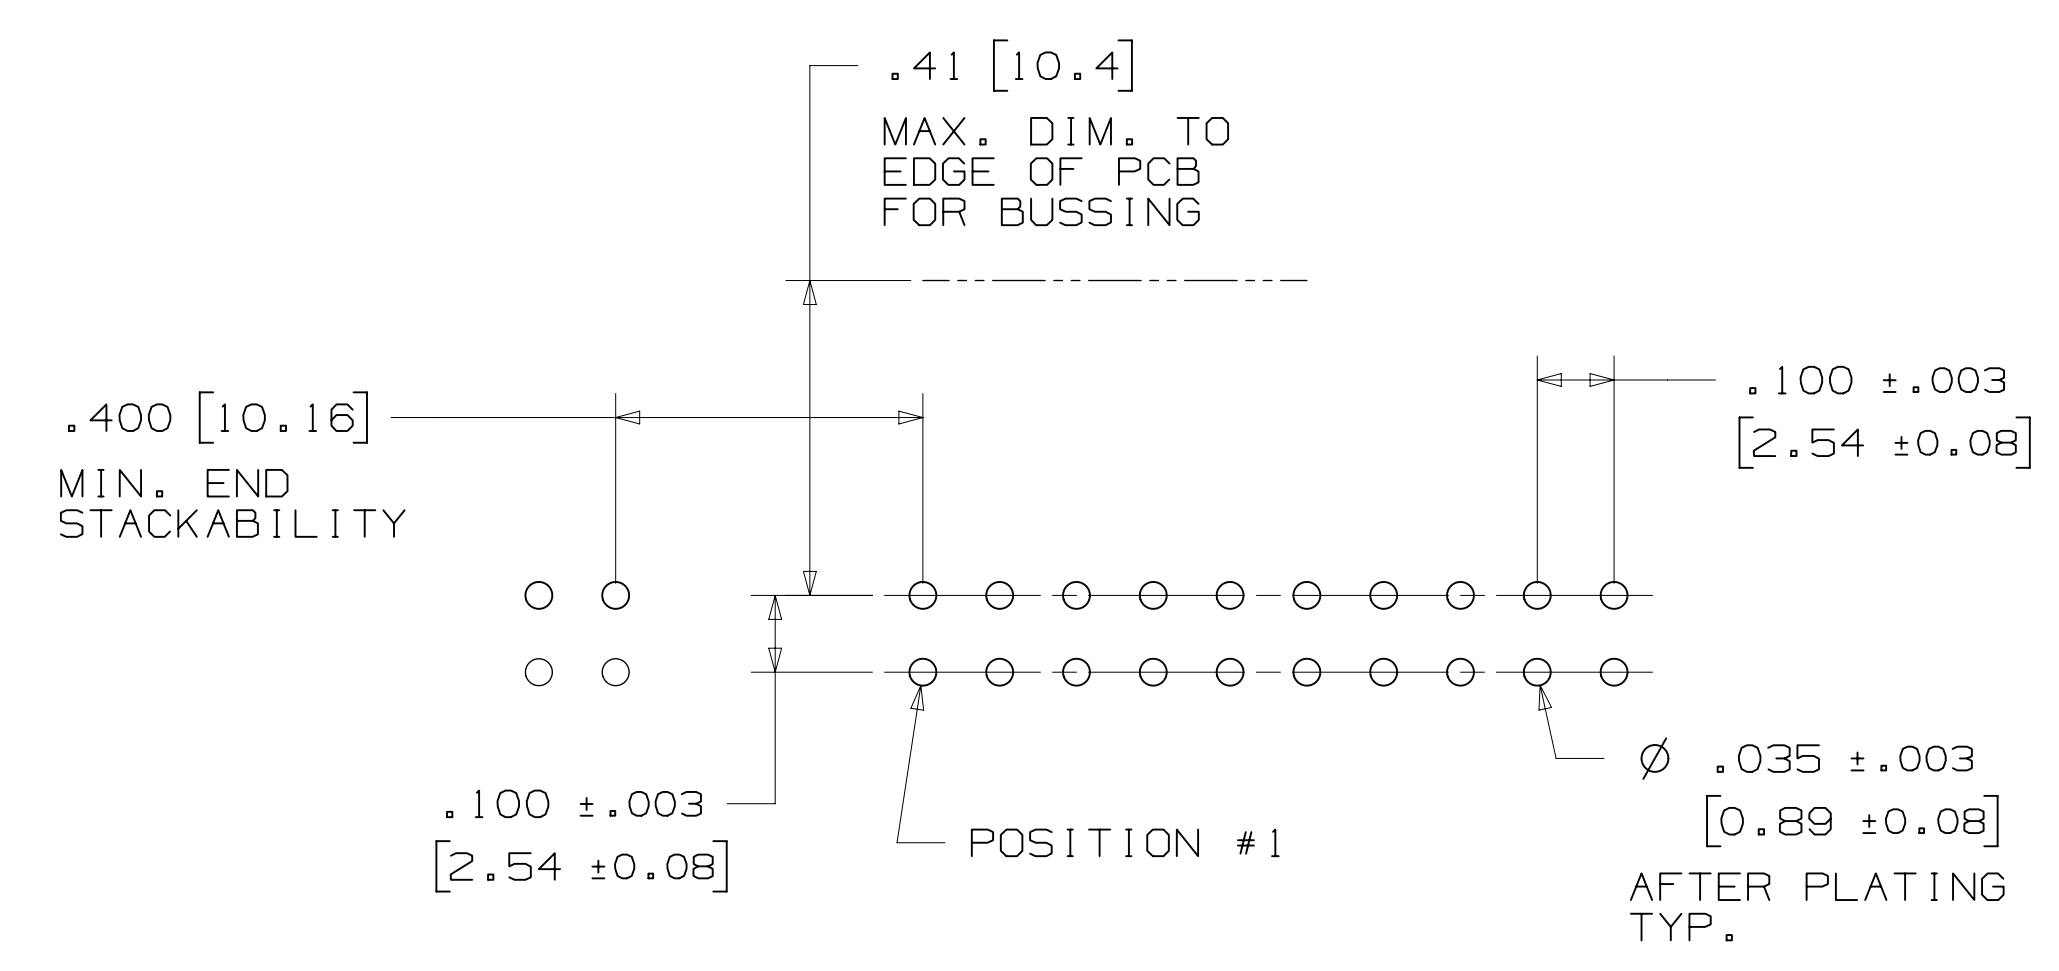 .41 [10.4]
MAX. DIM. TO
EDGE OF PCB
FOR BUSSING
.400 [10.16]
MIN. END
STACKABILITY
.100 ±.003
[2.54 ±0.08]
.100 ±.003
[2.54 ±0.08]
POSITION #1
Ø .035 ±.003
[0.89 ±0.08]
AFTER PLATING
TYP.